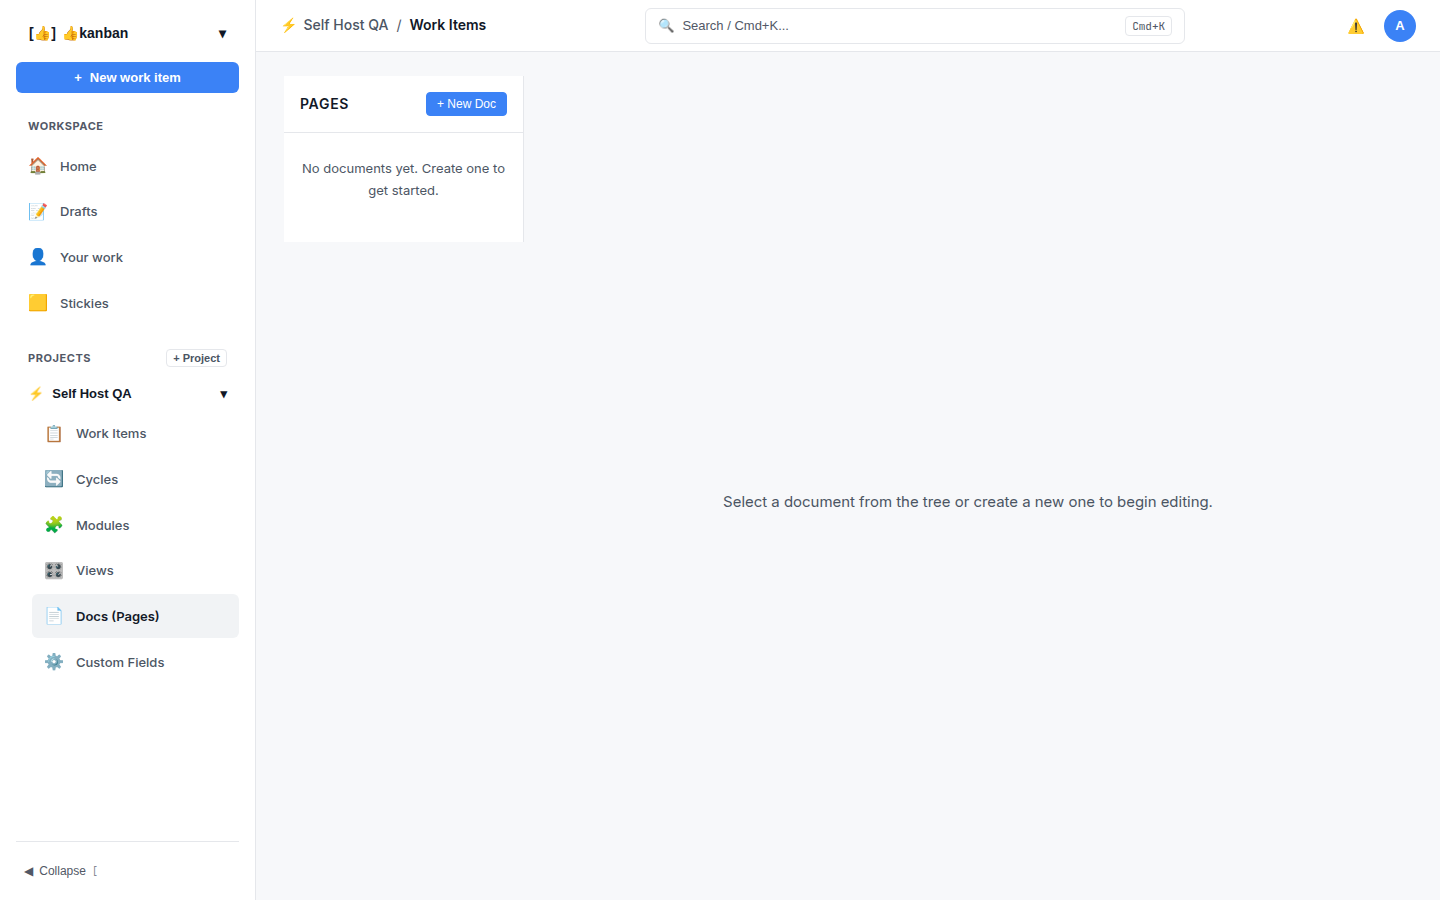 [👍] 👍kanban ▼
+ New work item
WORKSPACE
🏠 Home
📝 Drafts
👤 Your work
🟨 Stickies
PROJECTS + Project
⚡ Self Host QA ▼
📋 Work Items
🔄 Cycles
🧩 Modules
🎛️ Views
📄 Docs (Pages)
⚙️ Custom Fields
◀ Collapse [
⚡ Self Host QA / Work Items
🔍 Search / Cmd+K... Cmd+K
⚠️ A
PAGES + New Doc
No documents yet. Create one to
get started.
Select a document from the tree or create a new one to begin editing.